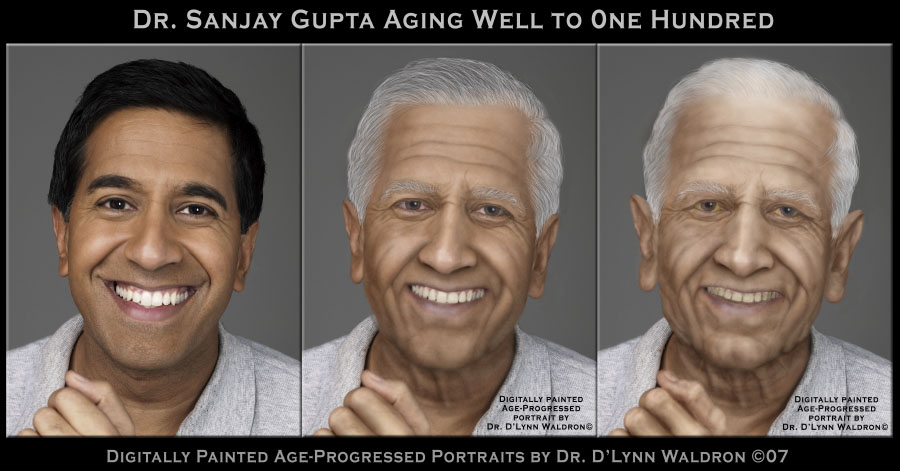 Dr. Sanjay Gupta Aging Well to One Hundred
Digitally painted
Age-Progressed
portrait by
Dr. D'Lynn Waldron©
Digitally painted
Age-Progressed
portrait by
Dr. D'Lynn Waldron©
Digitally Painted Age-Progressed Portraits by Dr. D'Lynn Waldron ©07